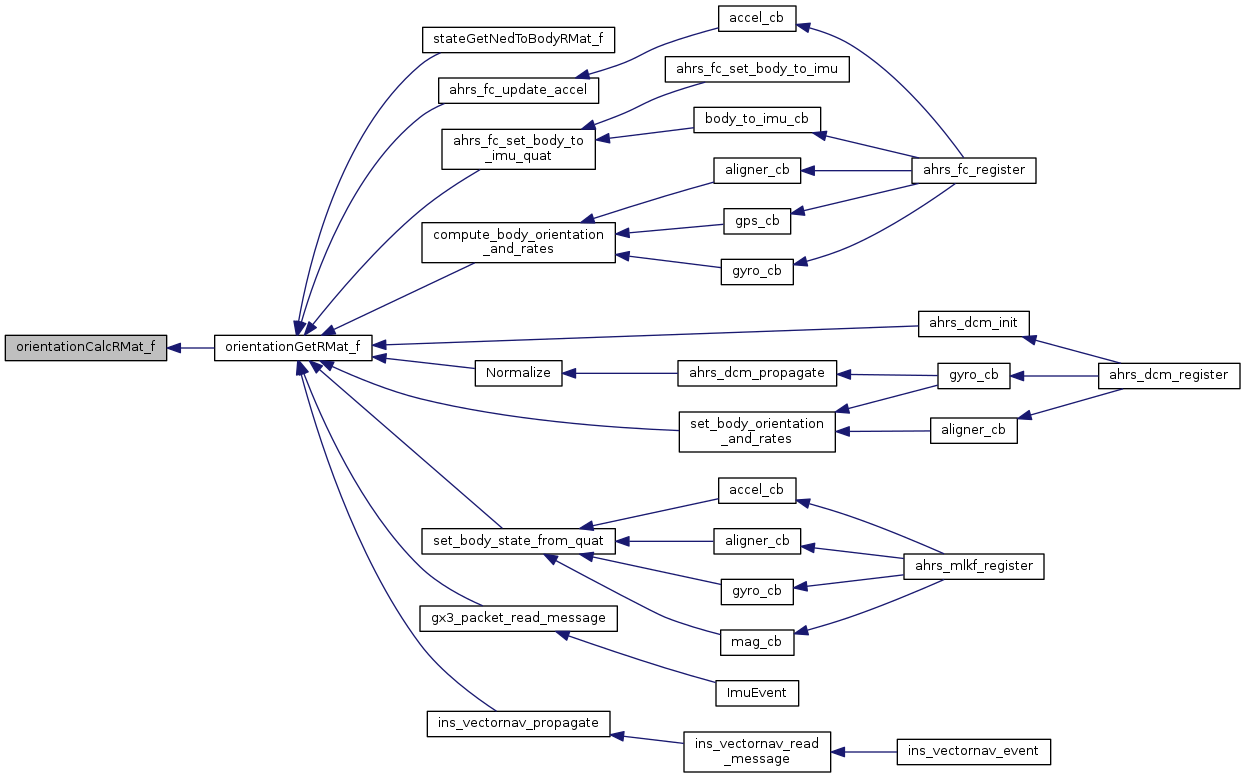 accel_cb
stateGetNedToBodyRMat_f
ahrs_fc_set_body_to_imu
ahrs_fc_update_accel
body_to_imu_cb
ahrs_fc_set_body_to
_imu_quat
aligner_cb
ahrs_fc_register
gps_cb
compute_body_orientation
_and_rates
gyro_cb
ahrs_dcm_init
orientationCalcRMat_f
orientationGetRMat_f
Normalize
ahrs_dcm_propagate
gyro_cb
ahrs_dcm_register
set_body_orientation
_and_rates
aligner_cb
accel_cb
set_body_state_from_quat
aligner_cb
ahrs_mlkf_register
gyro_cb
gx3_packet_read_message
mag_cb
ImuEvent
ins_vectornav_propagate
ins_vectornav_read
_message
ins_vectornav_event